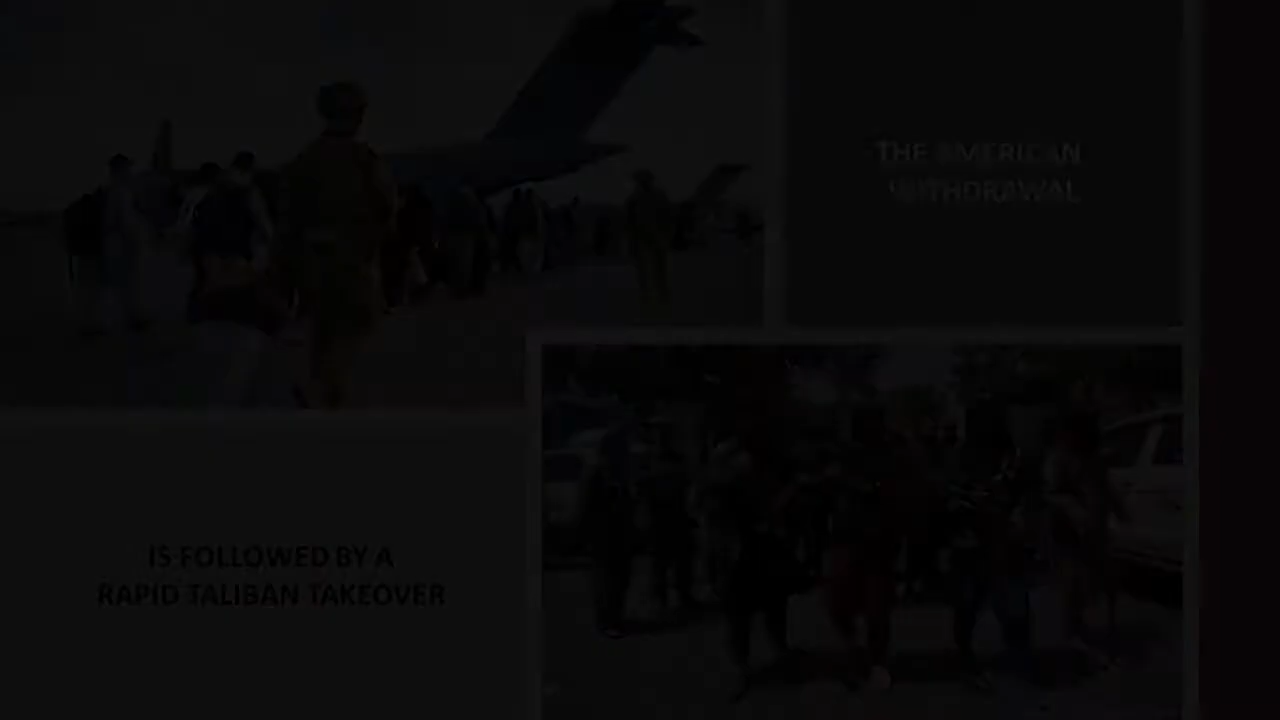 THE AMERICAN
WITHDRAWAL
IS FOLLOWED BY A
RAPID TALIBAN TAKEOVER